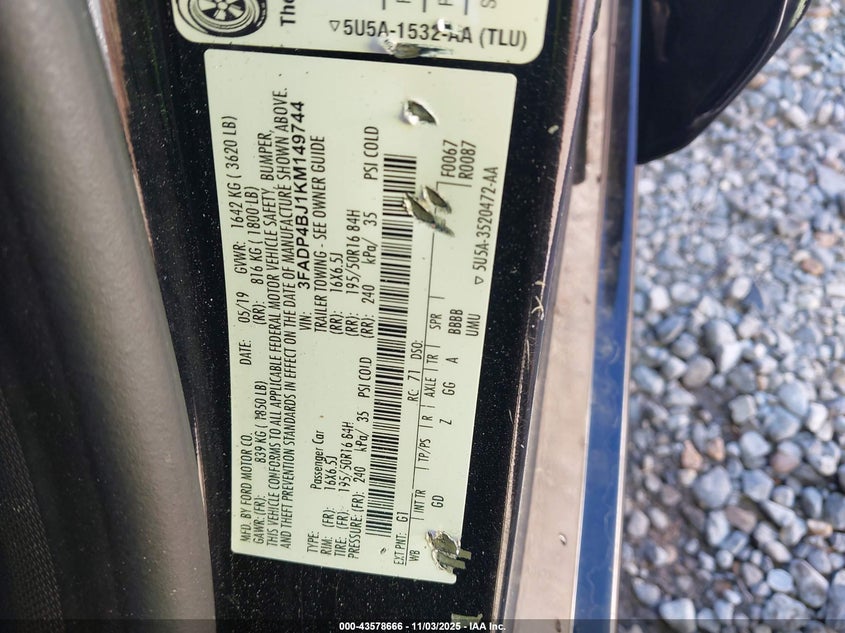 The
5U5A-1532-AA (TLU)
MFD. BY FORD MOTOR CO.
DATE: 05/19 GVWR: 1642 KG ( 3620 LB)
GAWR:(FR): 839 KG ( 1850 LB) (RR): 816 KG ( 1800 LB)
THIS VEHICLE CONFORMS TO ALL APPLICABLE FEDERAL MOTOR VEHICLE SAFETY, BUMPER,
AND THEFT PREVENTION STANDARDS IN EFFECT ON THE DATE OF MANUFACTURE SHOWN ABOVE.
VIN: 3FADP4BJ1KM149744
TYPE: Passenger Car TRAILER TOWING - SEE OWNER GUIDE
RIM: (FR): 16X6.5J (RR): 16X6.5J
TIRE: (FR): 195/50R16 84H (RR): 195/50R16 84H
PRESSURE:(FR): 240 kPa/ 35 PSI COLD (RR): 240 kPa/ 35 PSI COLD
EXT PNT: G1 RC: 71 DSO: F0067
R0087
WB INT TR TP/PS R AXLE TR SPR
GD Z GG A BBBB
UMU
5U5A-3520472-AA
000-43578666 - 11/03/2025 - IAA Inc.